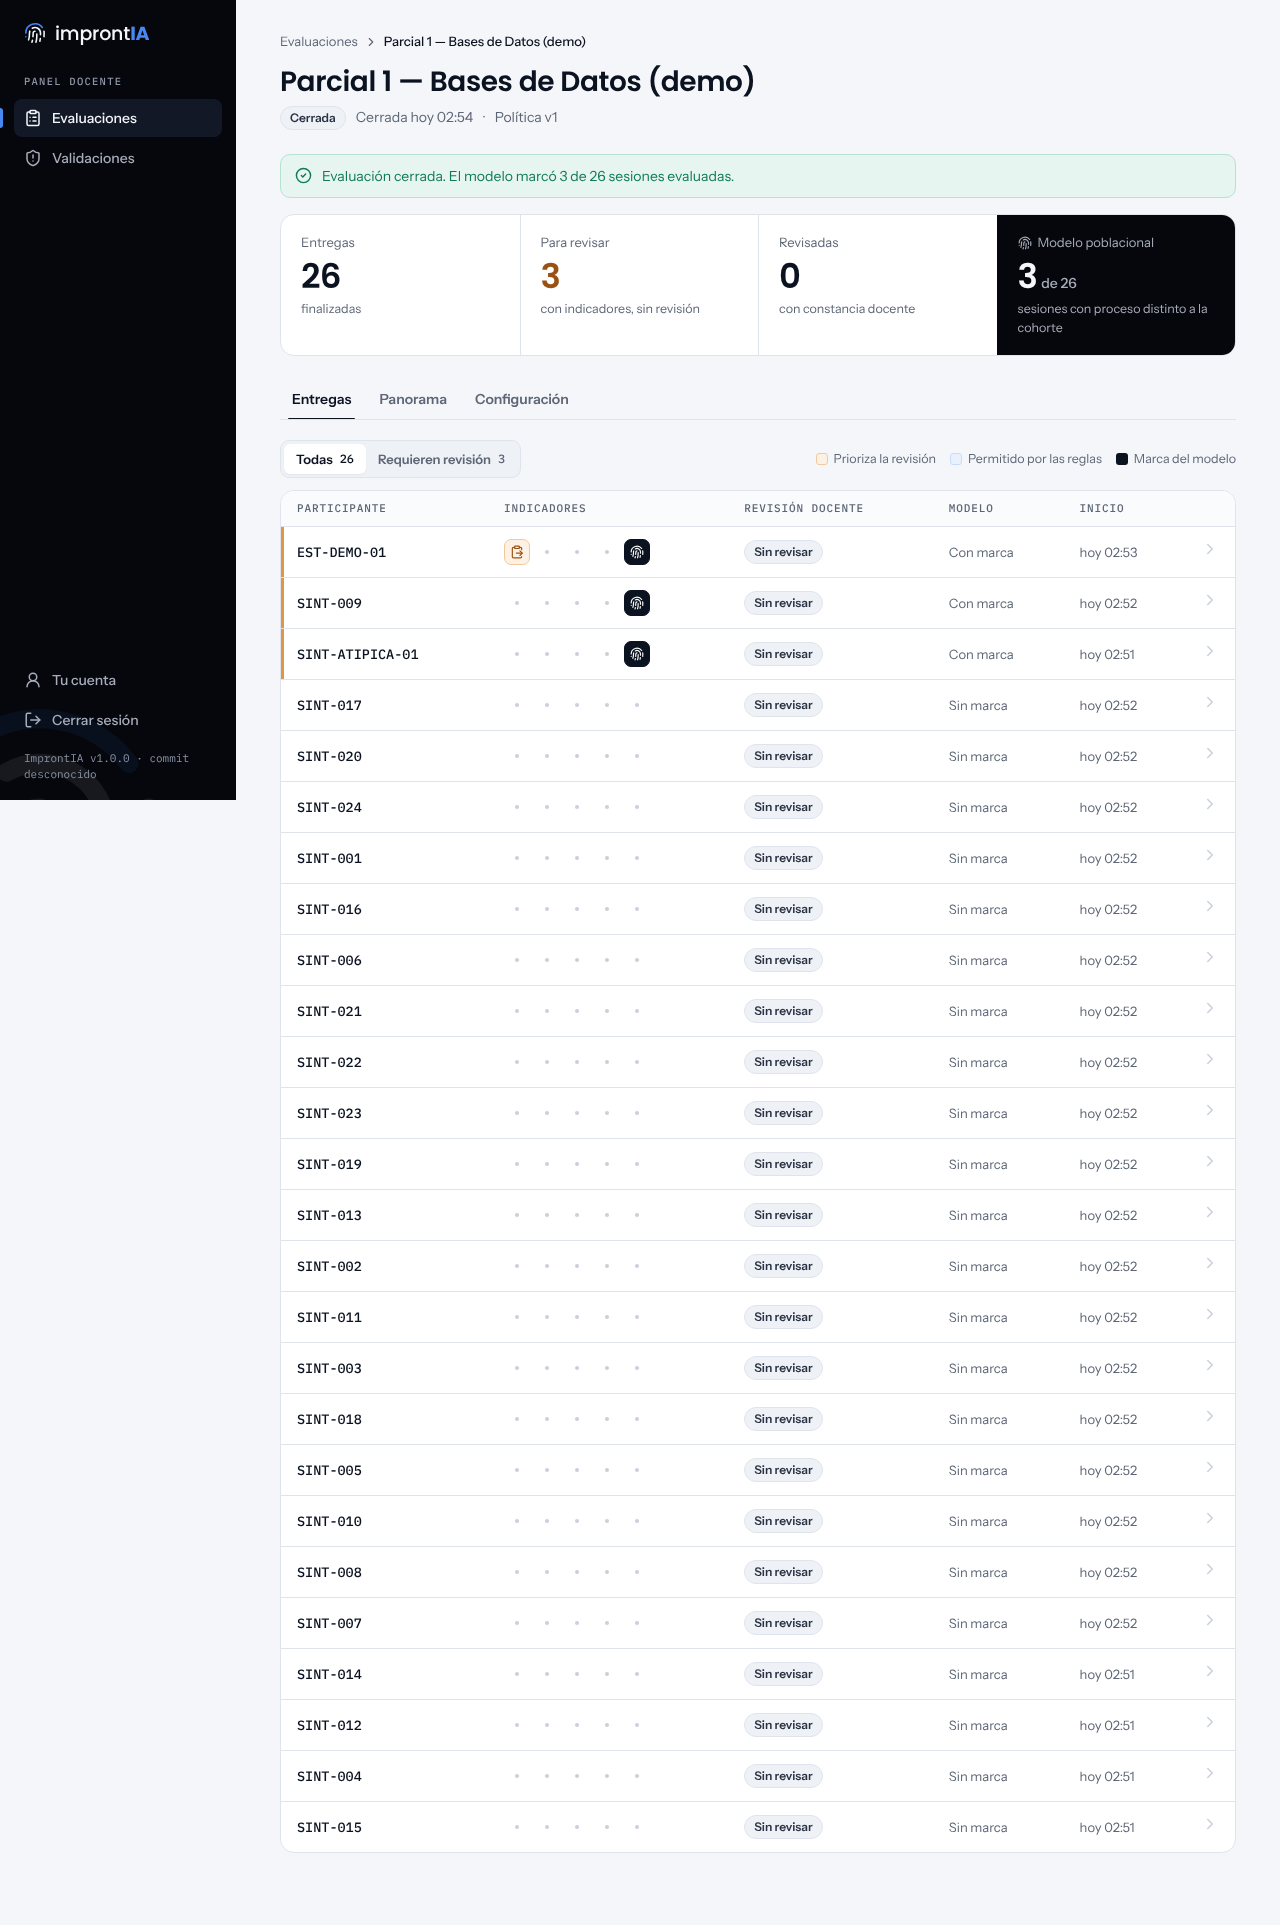 improntIA
PANEL DOCENTE
Evaluaciones
Validaciones
Tu cuenta
Cerrar sesión
ImprontIA v1.0.0 · commit
desconocido
Evaluaciones > Parcial 1 — Bases de Datos (demo)
Parcial 1 — Bases de Datos (demo)
Cerrada Cerrada hoy 02:54 · Política v1
Evaluación cerrada. El modelo marcó 3 de 26 sesiones evaluadas.
Entregas
26
finalizadas
Para revisar
3
con indicadores, sin revisión
Revisadas
0
con constancia docente
Modelo poblacional
3 de 26
sesiones con proceso distinto a la
cohorte
Entregas Panorama Configuración
Todas 26 Requieren revisión 3
Prioriza la revisión Permitido por las reglas Marca del modelo
PARTICIPANTE INDICADORES REVISIÓN DOCENTE MODELO INICIO
EST-DEMO-01 Sin revisar Con marca hoy 02:53
SINT-009 Sin revisar Con marca hoy 02:52
SINT-ATIPICA-01 Sin revisar Con marca hoy 02:51
SINT-017 Sin revisar Sin marca hoy 02:52
SINT-020 Sin revisar Sin marca hoy 02:52
SINT-024 Sin revisar Sin marca hoy 02:52
SINT-001 Sin revisar Sin marca hoy 02:52
SINT-016 Sin revisar Sin marca hoy 02:52
SINT-006 Sin revisar Sin marca hoy 02:52
SINT-021 Sin revisar Sin marca hoy 02:52
SINT-022 Sin revisar Sin marca hoy 02:52
SINT-023 Sin revisar Sin marca hoy 02:52
SINT-019 Sin revisar Sin marca hoy 02:52
SINT-013 Sin revisar Sin marca hoy 02:52
SINT-002 Sin revisar Sin marca hoy 02:52
SINT-011 Sin revisar Sin marca hoy 02:52
SINT-003 Sin revisar Sin marca hoy 02:52
SINT-018 Sin revisar Sin marca hoy 02:52
SINT-005 Sin revisar Sin marca hoy 02:52
SINT-010 Sin revisar Sin marca hoy 02:52
SINT-008 Sin revisar Sin marca hoy 02:52
SINT-007 Sin revisar Sin marca hoy 02:52
SINT-014 Sin revisar Sin marca hoy 02:51
SINT-012 Sin revisar Sin marca hoy 02:51
SINT-004 Sin revisar Sin marca hoy 02:51
SINT-015 Sin revisar Sin marca hoy 02:51